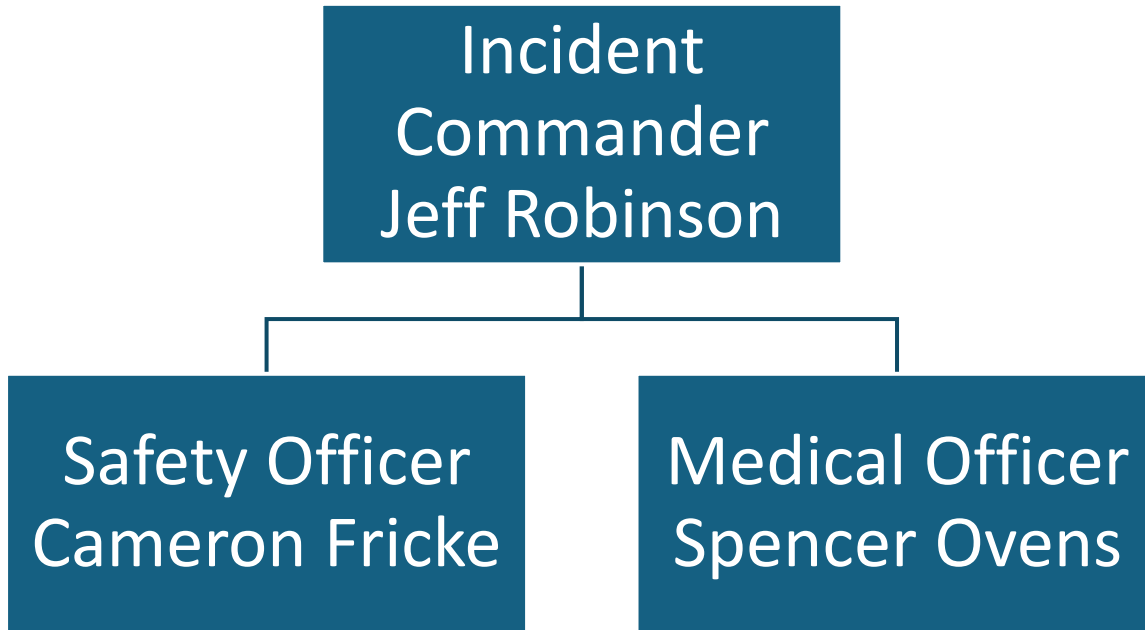 Incident
Commander
Jeff Robinson
Safety Officer
Cameron Fricke
Medical Officer
Spencer Ovens